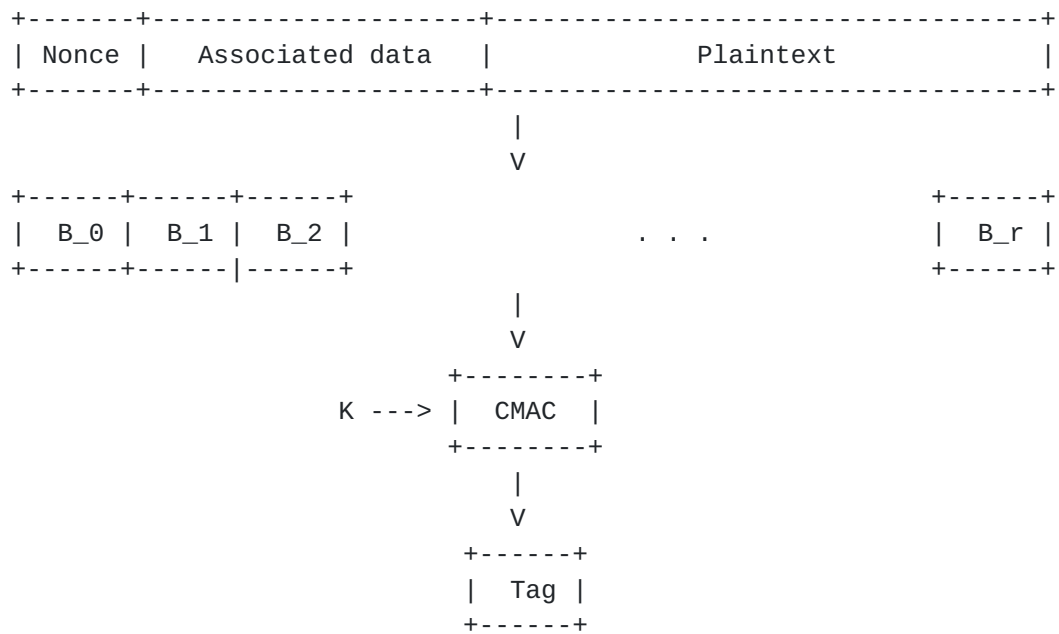 +-------+---------------------+-----------------------------------+
| Nonce |   Associated data   |             Plaintext             |
+-------+---------------------+-----------------------------------+
                                |
                                V
+------+------+------+                                     +------+
|  B_0 |  B_1 |  B_2 |                  . . .              |  B_r |
+------+------|------+                                     +------+
                                |
                                V
                            +--------+
                     K ---> |  CMAC  |
                            +--------+
                                |
                                V
                             +------+
                             |  Tag |
                             +------+